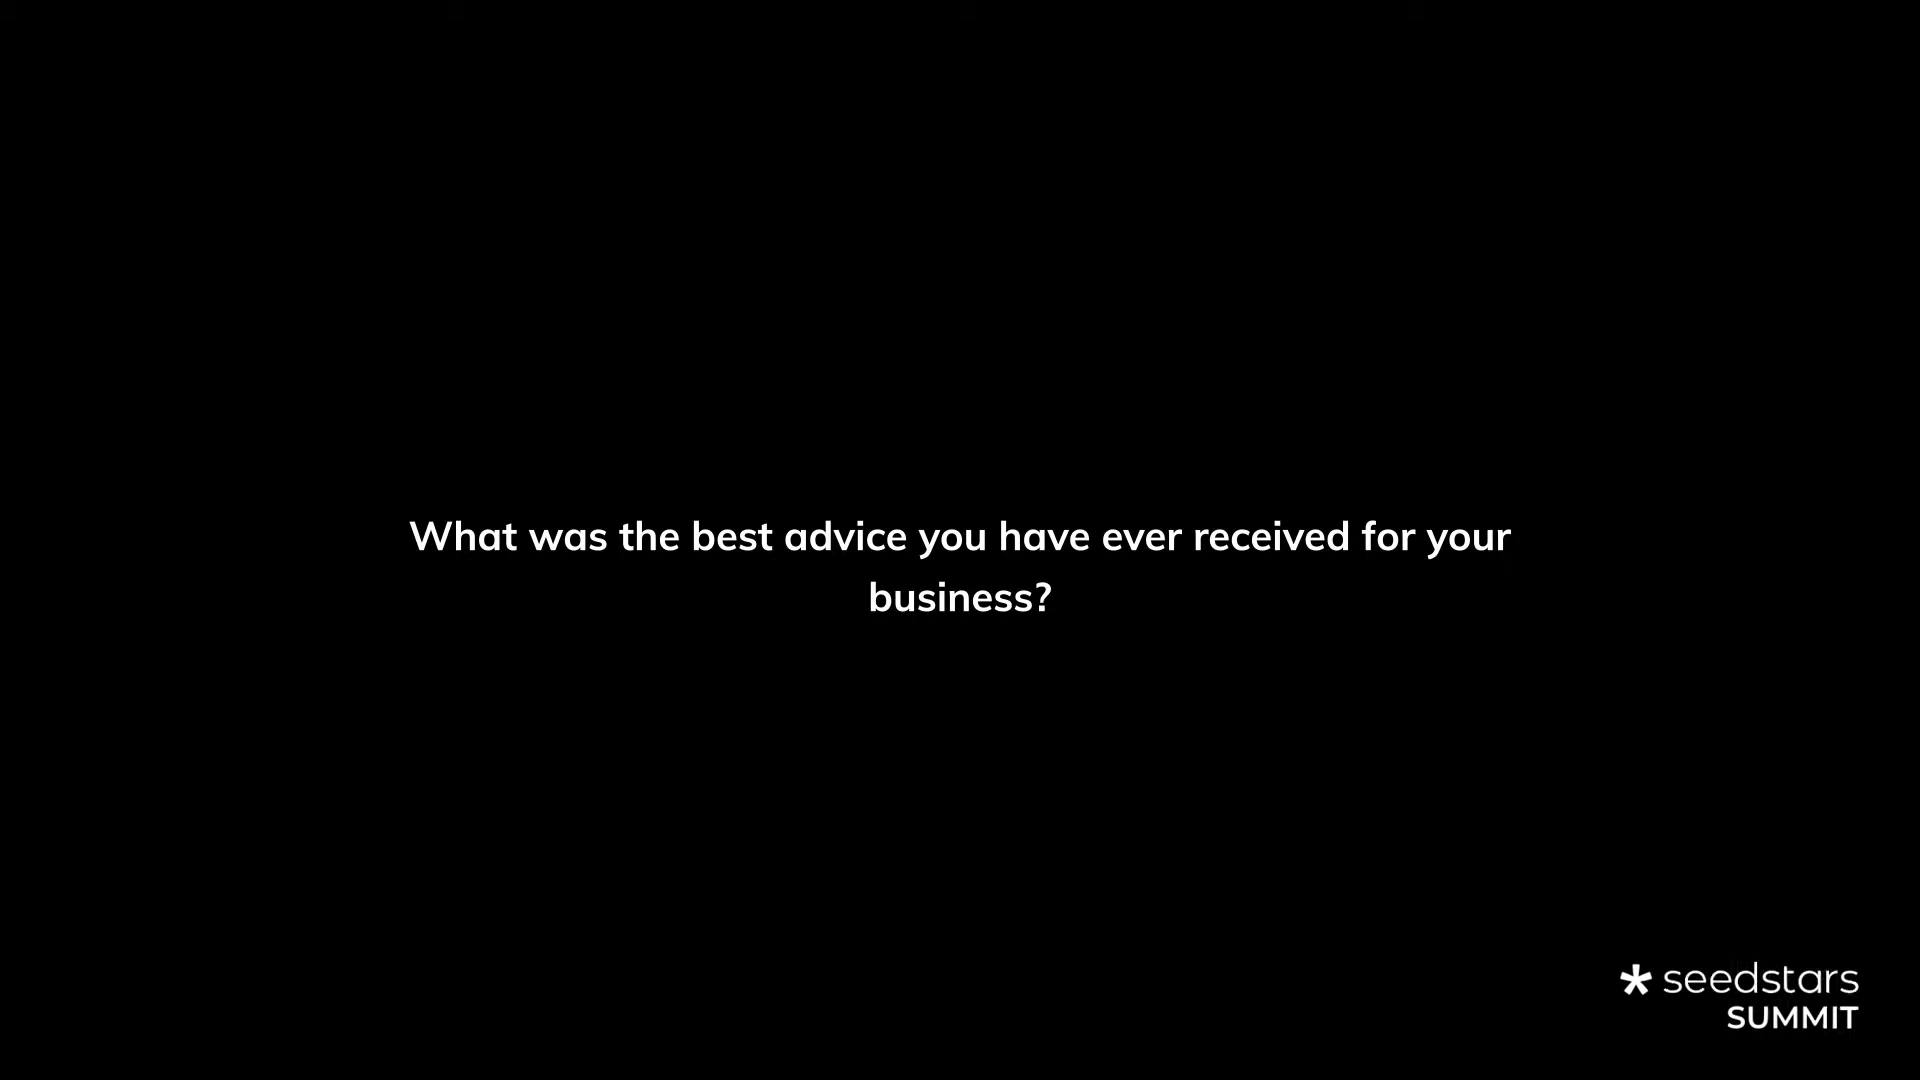 What was the best advice you have ever received for your
business?
seedstars
SUMMIT